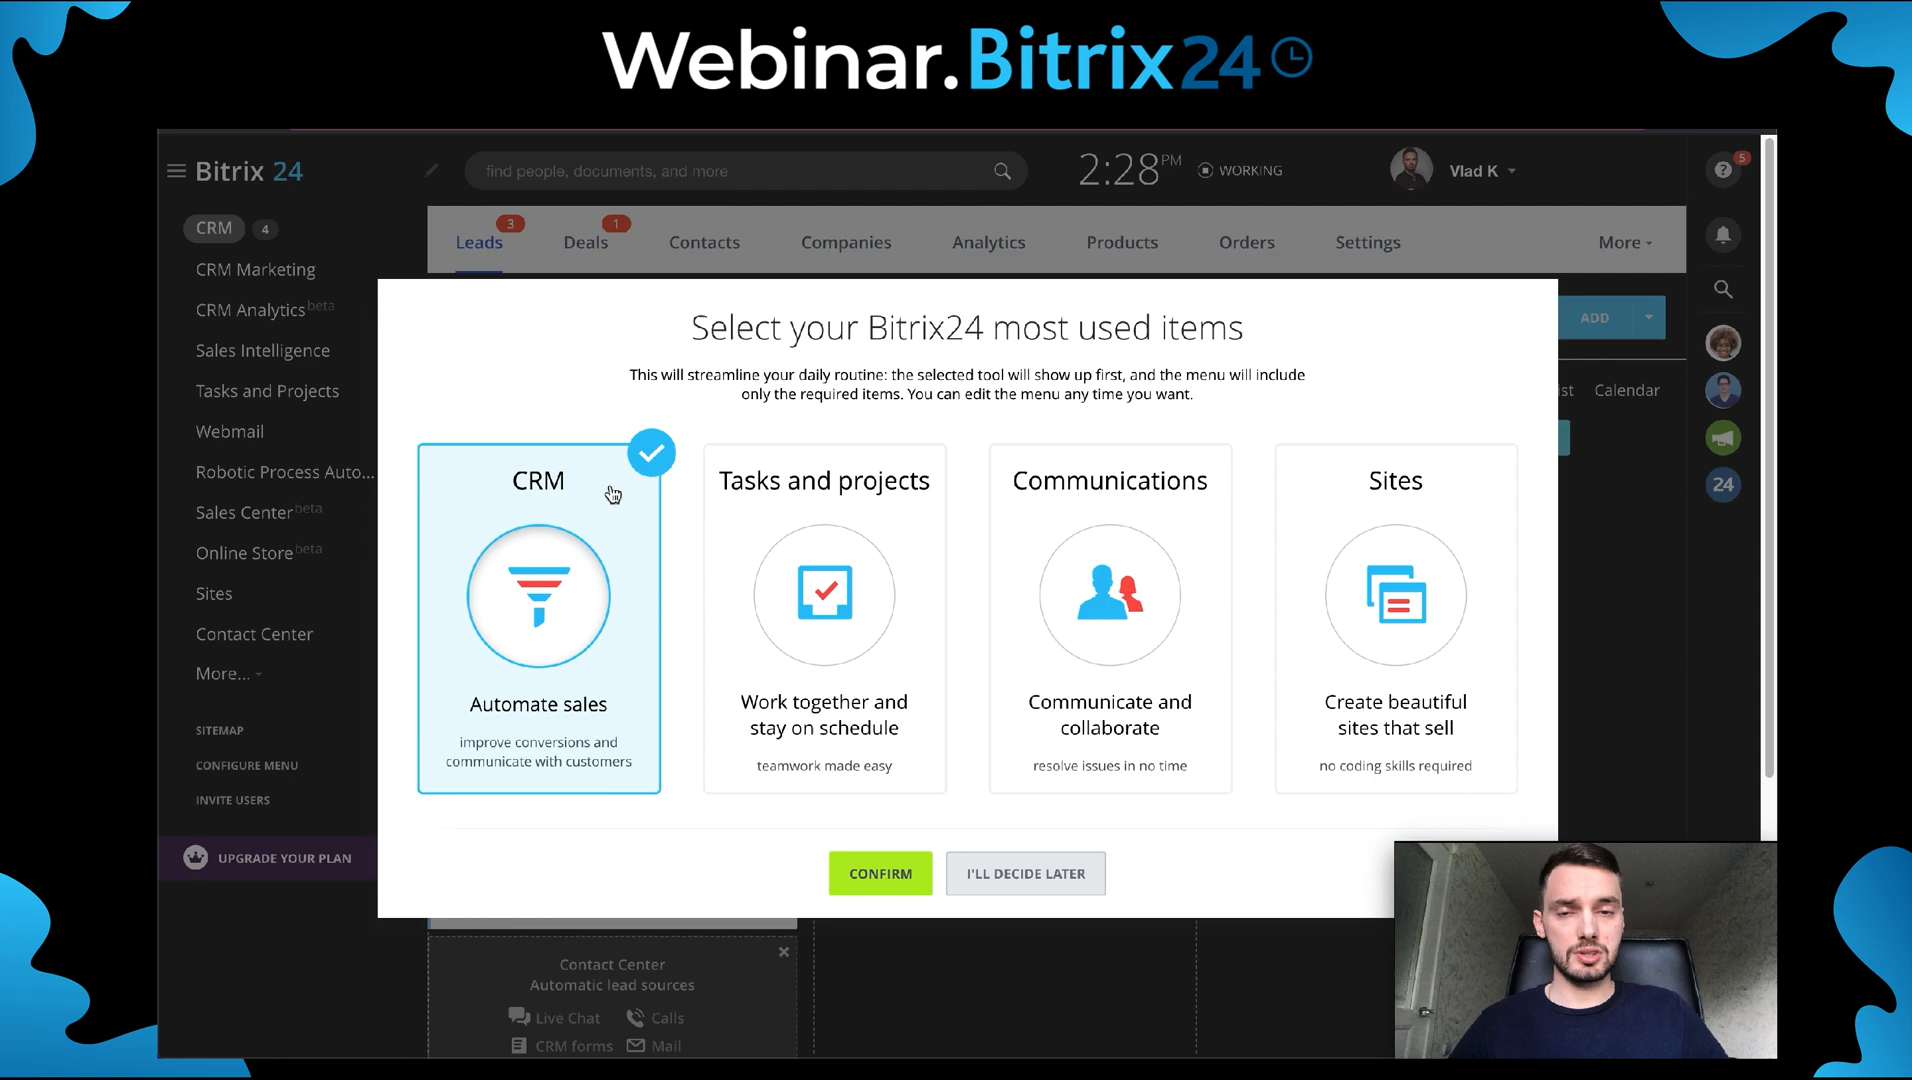 Webinar.Bitrix24
Bitrix 24
find people, documents, and more
2:28 PM
WORKING
Vlad K
5
CRM 4
CRM Marketing
CRM Analytics beta
Sales Intelligence
Tasks and Projects
Webmail
Robotic Process Auto...
Sales Center beta
Online Store beta
Sites
Contact Center
More...
SITEMAP
CONFIGURE MENU
INVITE USERS
UPGRADE YOUR PLAN
3
1
Leads Deals Contacts Companies Analytics Products Orders Settings More
ADD
Calendar
24
Select your Bitrix24 most used items
This will streamline your daily routine: the selected tool will show up first, and the menu will include
only the required items. You can edit the menu any time you want.
CRM
Automate sales
improve conversions and
communicate with customers
Tasks and projects
Work together and
stay on schedule
teamwork made easy
Communications
Communicate and
collaborate
resolve issues in no time
Sites
Create beautiful
sites that sell
no coding skills required
CONFIRM
I'LL DECIDE LATER
Contact Center
Automatic lead sources
Live Chat Calls
CRM forms Mail